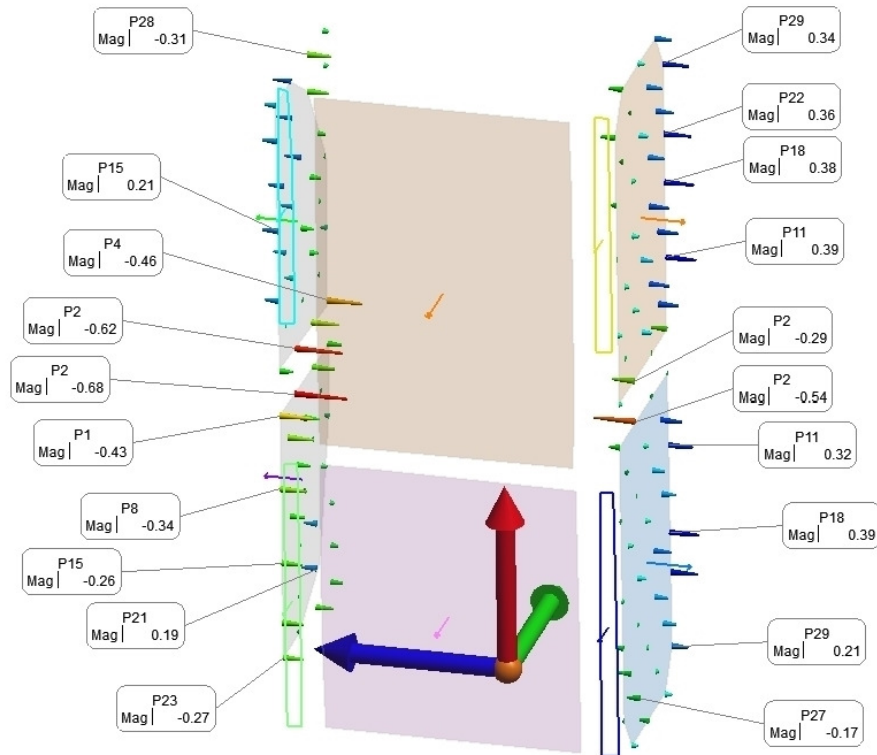 P28
Mag -0.31
P15
Mag 0.21
P4
Mag -0.46
P2
Mag -0.62
P2
Mag -0.68
P1
Mag -0.43
P8
Mag -0.34
P15
Mag -0.26
P21
Mag 0.19
P23
Mag -0.27
P29
Mag 0.34
P22
Mag 0.36
P18
Mag 0.38
P11
Mag 0.39
P2
Mag -0.29
P2
Mag -0.54
P11
Mag 0.32
P18
Mag 0.39
P29
Mag 0.21
P27
Mag -0.17